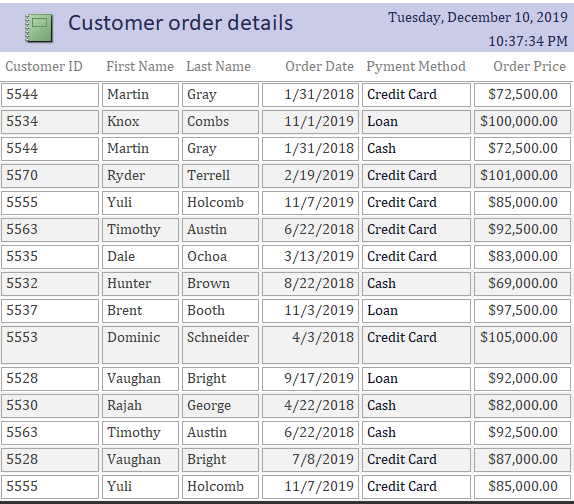 Customer order details
Tuesday, December 10, 2019
10:37:34 PM
Customer ID First Name Last Name Order Date Pyment Method Order Price
5544 Martin Gray 1/31/2018 Credit Card $72,500.00
5534 Knox Combs 11/1/2019 Loan $100,000.00
5544 Martin Gray 1/31/2018 Cash $72,500.00
5570 Ryder Terrell 2/19/2019 Credit Card $101,000.00
5555 Yuli Holcomb 11/7/2019 Credit Card $85,000.00
5563 Timothy Austin 6/22/2018 Credit Card $92,500.00
5535 Dale Ochoa 3/13/2019 Credit Card $83,000.00
5532 Hunter Brown 8/22/2018 Cash $69,000.00
5537 Brent Booth 11/3/2019 Loan $97,500.00
5553 Dominic Schneider 4/3/2018 Credit Card $105,000.00
5528 Vaughan Bright 9/17/2019 Loan $92,000.00
5530 Rajah George 4/22/2018 Cash $82,000.00
5563 Timothy Austin 6/22/2018 Cash $92,500.00
5528 Vaughan Bright 7/8/2019 Credit Card $87,000.00
5555 Yuli Holcomb 11/7/2019 Credit Card $85,000.00